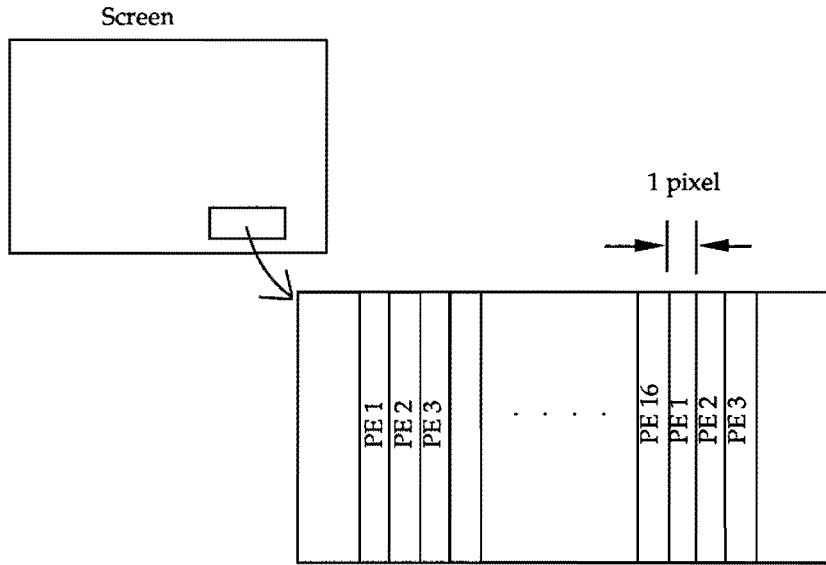 Screen
1 pixel
PE 1
PE 2
PE 3
. . . .
PE 16
PE 1
PE 2
PE 3